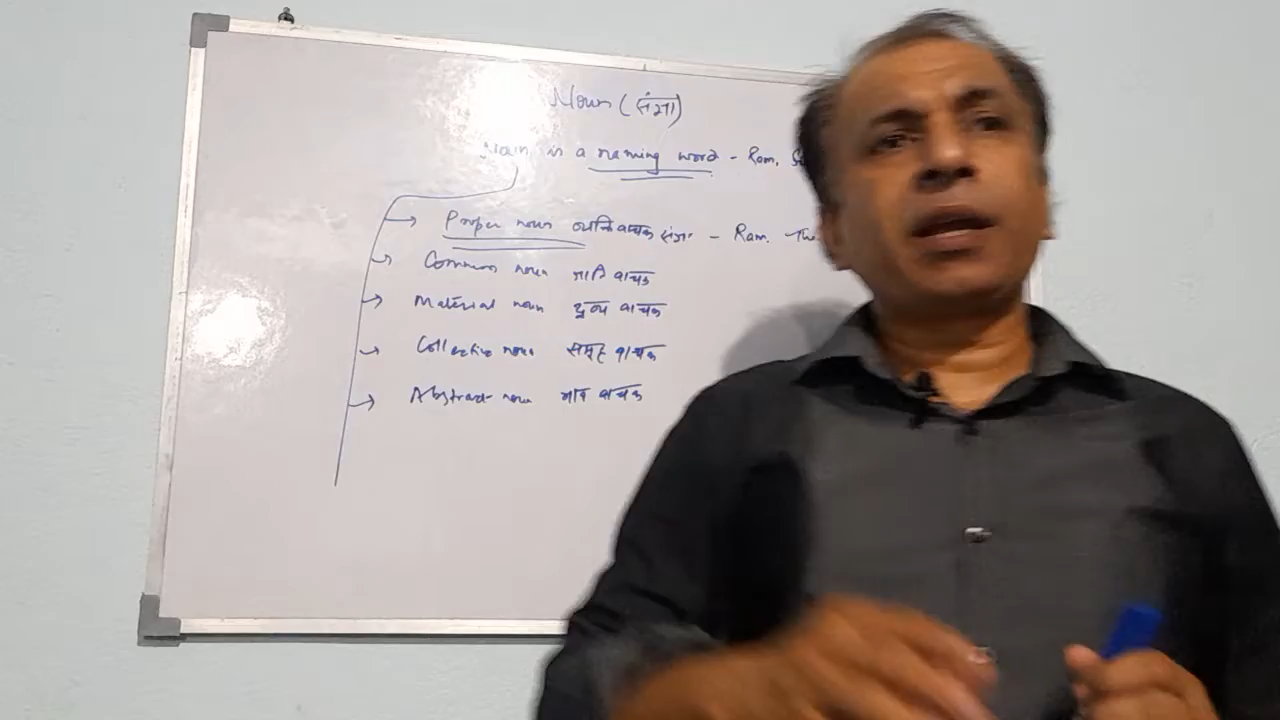 Noun (संज्ञा)
Noun is a naming word - Ram,
Proper noun व्यक्ति वाचक संज्ञा - Ram.
Common noun जाति वाचक
Material noun द्रव्य वाचक
Collective noun समूह वाचक
Abstract noun भाव वाचक